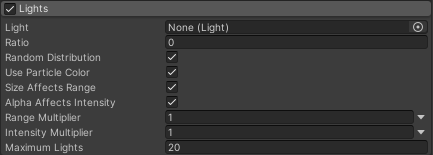 Lights
Light None (Light)
Ratio 0
Random Distribution
Use Particle Color
Size Affects Range
Alpha Affects Intensity
Range Multiplier 1
Intensity Multiplier 1
Maximum Lights 20